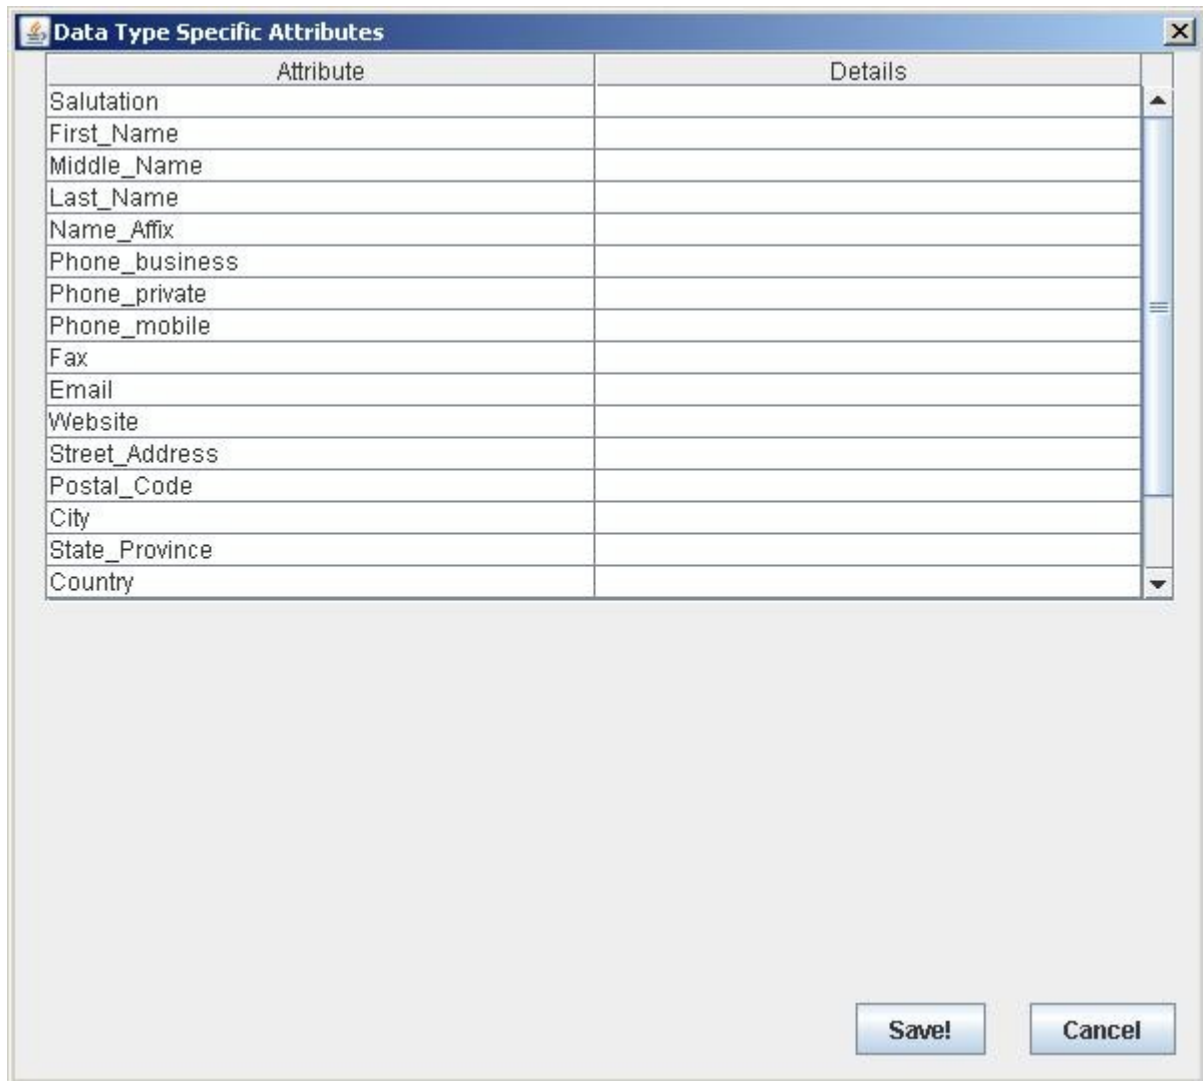 Data Type Specific Attributes
Attribute Details
Salutation
First_Name
Middle_Name
Last_Name
Name_Affix
Phone_business
Phone_private
Phone_mobile
Fax
Email
Website
Street_Address
Postal_Code
City
State_Province
Country
Save! Cancel